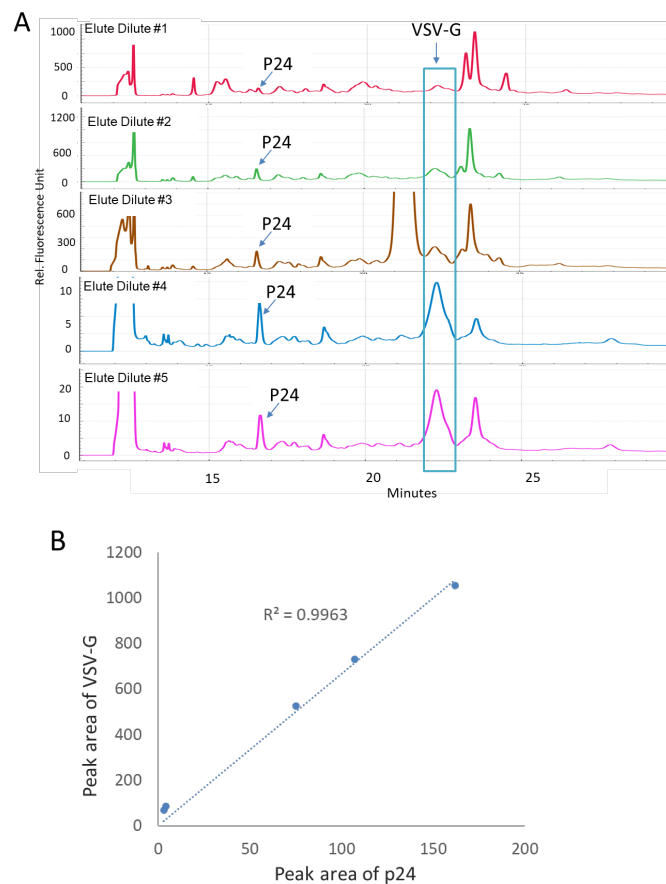 A
VSV-G
Elute Dilute #1
1000
500
0
P24
Elute Dilute #2
1200
600
0
P24
Elute Dilute #3
600
300
0
P24
Elute Dilute #4
10
5
0
P24
Elute Dilute #5
20
10
0
P24
Rel. Fluorescence Unit
15 20 25
Minutes
B
1200
1000
800
600
400
200
0
R² = 0.9963
Peak area of VSV-G
0 50 100 150 200
Peak area of p24